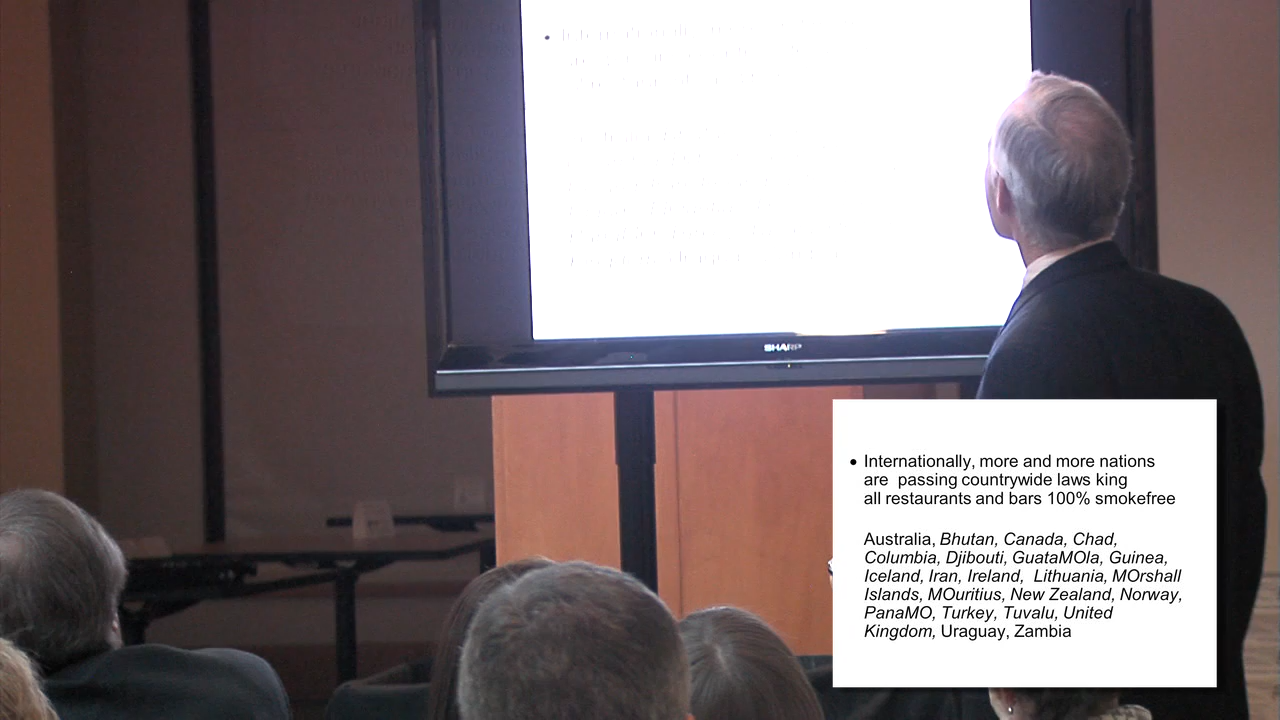 SHARP
• Internationally, more and more nations
are passing countrywide laws king
all restaurants and bars 100% smokefree
Australia, Bhutan, Canada, Chad,
Columbia, Djibouti, GuataMOla, Guinea,
Iceland, Iran, Ireland, Lithuania, MOrshall
Islands, MOuritius, New Zealand, Norway,
PanaMO, Turkey, Tuvalu, United
Kingdom, Uraguay, Zambia